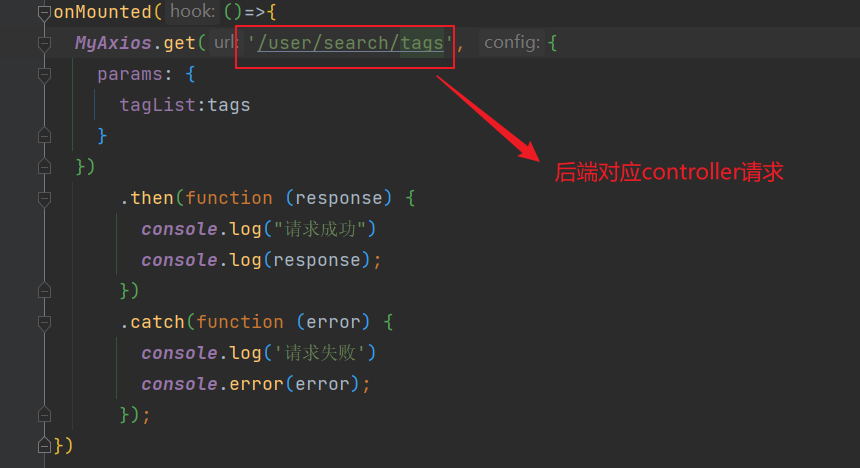 onMounted( hook: ()=>{
MyAxios.get( url: '/user/search/tags', config: {
params: {
tagList:tags
}
})
.then(function (response) {
console.log("请求成功")
console.log(response);
})
.catch(function (error) {
console.log('请求失败')
console.error(error);
});
})
后端对应controller请求